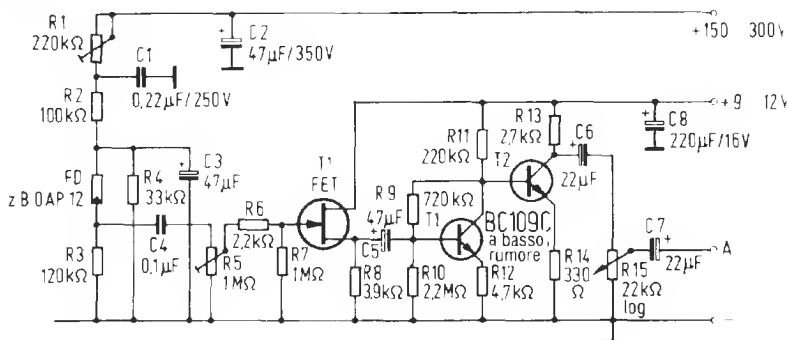 R1
220kΩ
C1
0,22µF/250V
C2
47µF/350V
+150 300V
R2
100kΩ
FD
z B OAP 12
R4
33kΩ
C3
47µF
C4
0,1µF
R3
120kΩ
R5
1MΩ
R6
2,2kΩ
R7
1MΩ
T1
FET
R8
3,9kΩ
C5
47µF
R9
720kΩ
T1
R10
2,2MΩ
R11
220kΩ
R12
4,7kΩ
BC109C
a basso
rumore
T2
R13
2,7kΩ
C6
22µF
R14
330
Ω
R15
22kΩ
log
C7
22µF
+9 12V
C8
220µF/16V
A